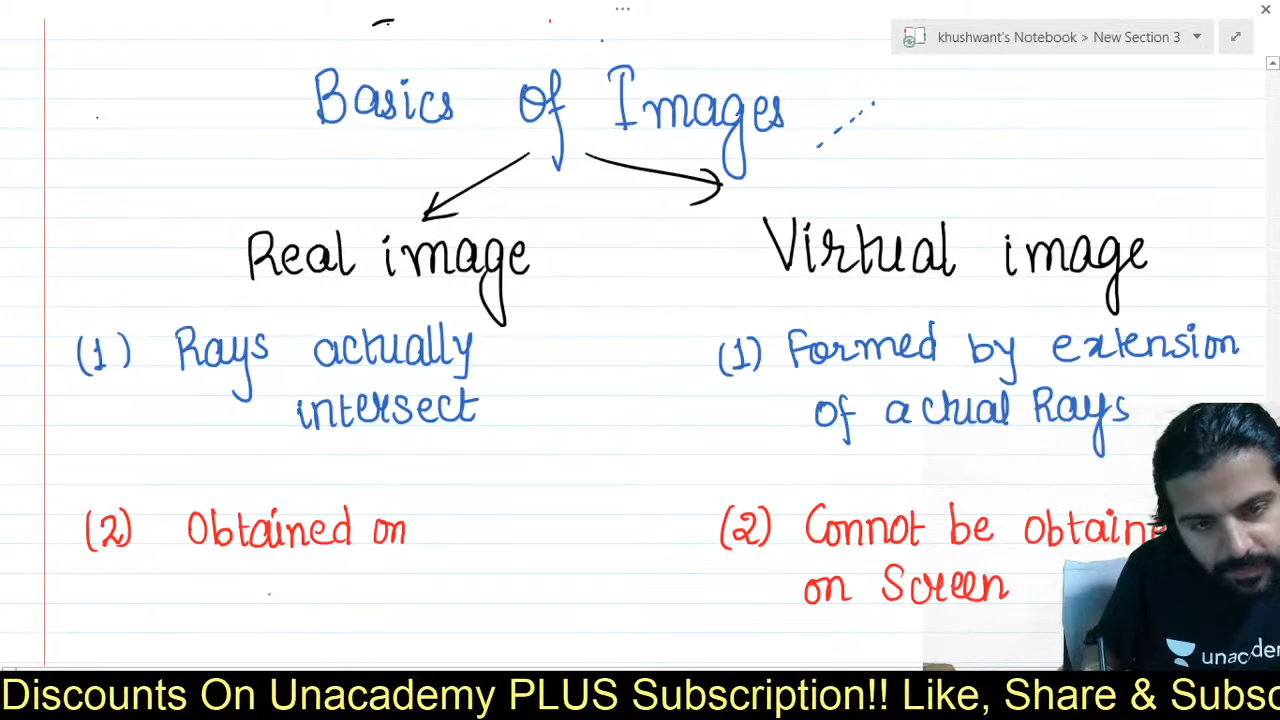 khushwant's Notebook > New Section 3
Basics of Images
Real image
Virtual image
(1) Rays actually
intersect
(1) Formed by extension
of actual Rays
(2) Obtained on
(2) Connot be Obtaine
on Screen
unacade
Discounts On Unacademy PLUS Subscription!! Like, Share & Subsc